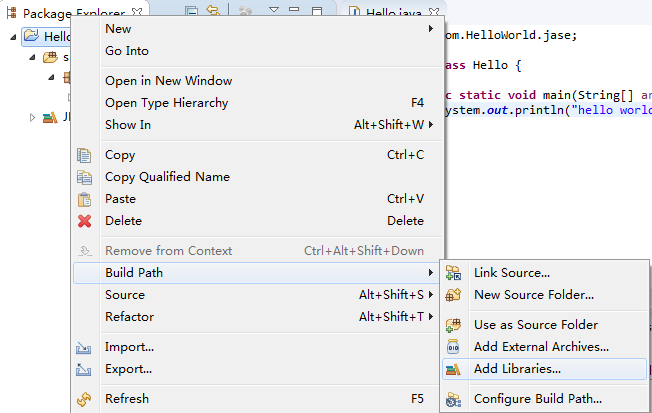 Package Explorer
Hello.java
Hello
New
om.HelloWorld.jase;
Go Into
ass Hello {
Open in New Window
c static void main(String[] ar
Open Type Hierarchy F4
ystem.out.println("hello world
Show In Alt+Shift+W
Copy Ctrl+C
Copy Qualified Name
Paste Ctrl+V
Delete Delete
Remove from Context Ctrl+Alt+Shift+Down
Build Path
Link Source...
Source Alt+Shift+S
New Source Folder...
Refactor Alt+Shift+T
Use as Source Folder
Import...
Add External Archives...
Export...
Add Libraries...
Refresh F5
Configure Build Path...